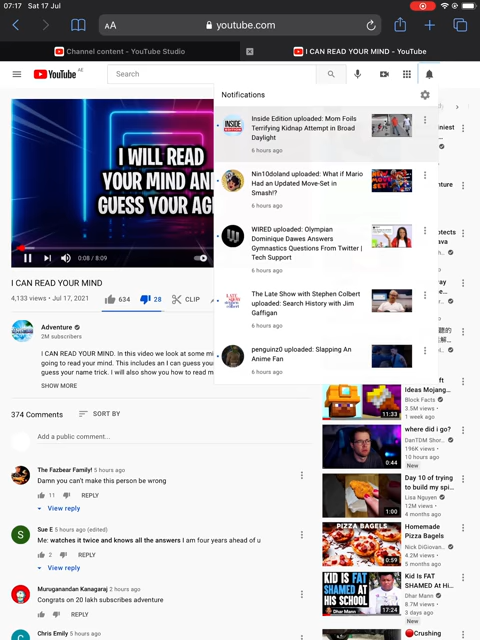 07:17 Sat 17 Jul
70%
AA
youtube.com
Channel content - YouTube Studio
I CAN READ YOUR MIND - YouTube
YouTube AE
Search
Notifications
Inside Edition uploaded: Mom Foils
Terrifying Kidnap Attempt in Broad
Daylight
6 hours ago
Nin10doland uploaded: What if Mario
Had an Updated Move-Set in
Smash!?
6 hours ago
WIRED uploaded: Olympian
Dominique Dawes Answers
Gymnastics Questions From Twitter |
Tech Support
6 hours ago
The Late Show with Stephen Colbert
uploaded: Search History with Jim
Gaffigan
6 hours ago
penguinz0 uploaded: Slapping An
Anime Fan
6 hours ago
I WILL READ
YOUR MIND AN
GUESS YOUR AG
0:08 / 8:09
I CAN READ YOUR MIND
4,133 views • Jul 17, 2021
634
28
CLIP
Adventure
2M subscribers
I CAN READ YOUR MIND. In this video we look at some mi
going to read your mind. This includes an I can guess your
guess your name trick. I will also show you how to read m
SHOW MORE
374 Comments
SORT BY
Add a public comment...
The Fazbear Family! 5 hours ago
Damn you can't make this person be wrong
11
REPLY
View reply
Sue E 5 hours ago (edited)
Me: watches it twice and knows all the answers I am four years ahead of u
2
REPLY
View reply
Muruganandan Kanagaraj 2 hours ago
Congrats on 20 lakh subscribes adventure
REPLY
Chris Emily 5 hours ago
Ideas Mojang...
Block Facts
3.5M views •
1 week ago
11:33
where did i go?
DanTDM Shor...
196K views •
10 hours ago
New
0:44
Day 10 of trying
to build my spi...
Lisa Nguyen
12M views •
4 months ago
1:00
PIZZA BAGELS
Homemade
Pizza Bagels
Nick DiGiovan...
4.2M views •
5 months ago
0:59
KID IS FAT
SHAMED AT
HIS SCHOOL
Kid Is FAT
SHAMED At Hi...
Dhar Mann
8.7M views •
3 days ago
New
17:24
Crushing